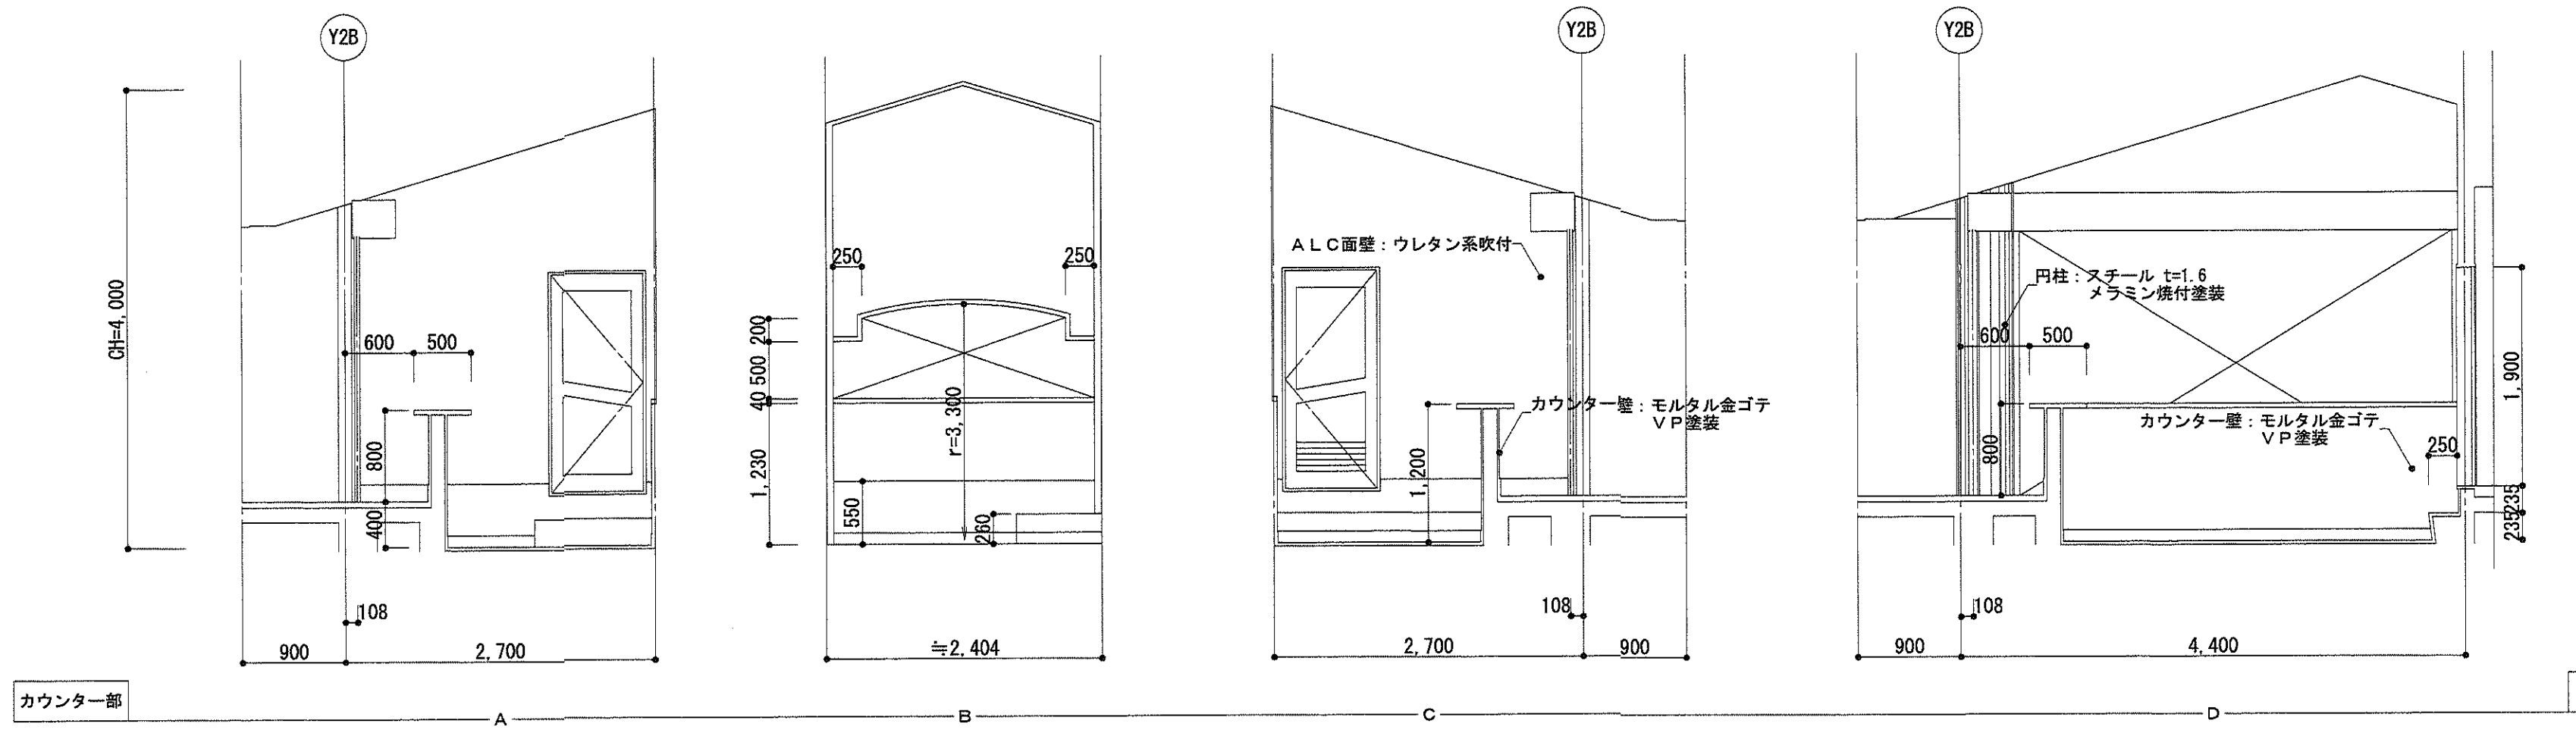 Y2B
CH=4,000
600
500
800
400
108
900
2,700
250
250
200
500
40
1,230
550
260
r=3,300
≒2,404
Y2B
ALC面壁：ウレタン系吹付
カウンター壁：モルタル金ゴテ
VP塗装
1,200
108
2,700
900
Y2B
円柱：スチール t=1.6
メラミン焼付塗装
600
500
800
カウンター壁：モルタル金ゴテ
VP塗装
250
1,900
235
235
108
900
4,400
カウンター部
A
B
C
D